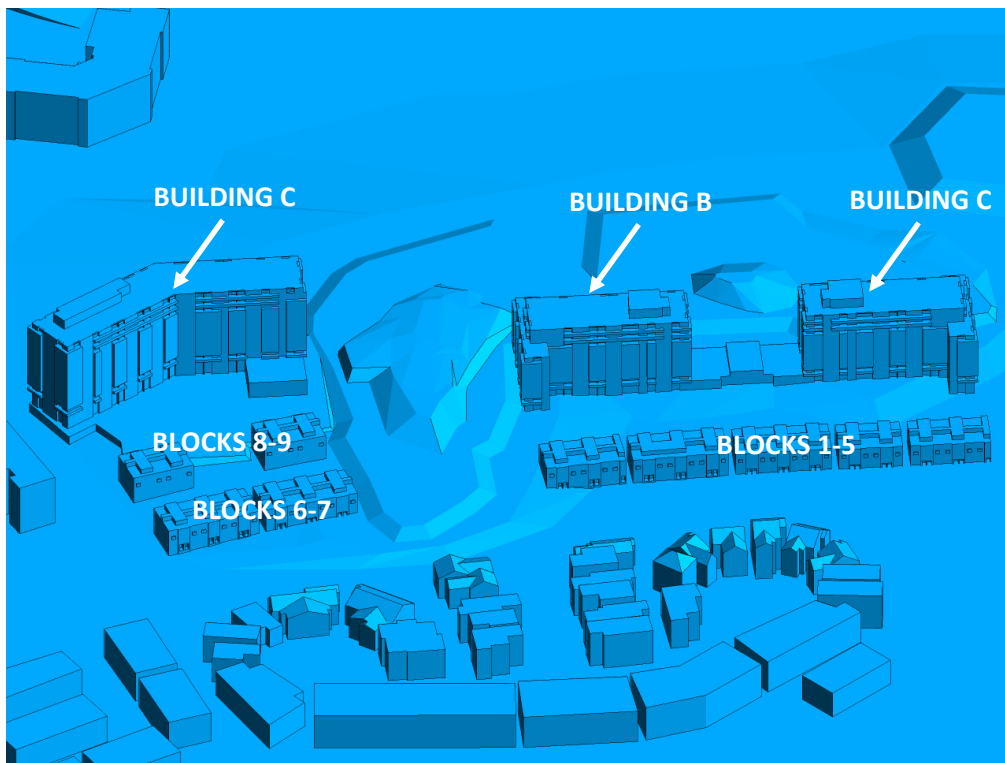 BUILDING C
BUILDING B
BUILDING C
BLOCKS 8-9
BLOCKS 1-5
BLOCKS 6-7